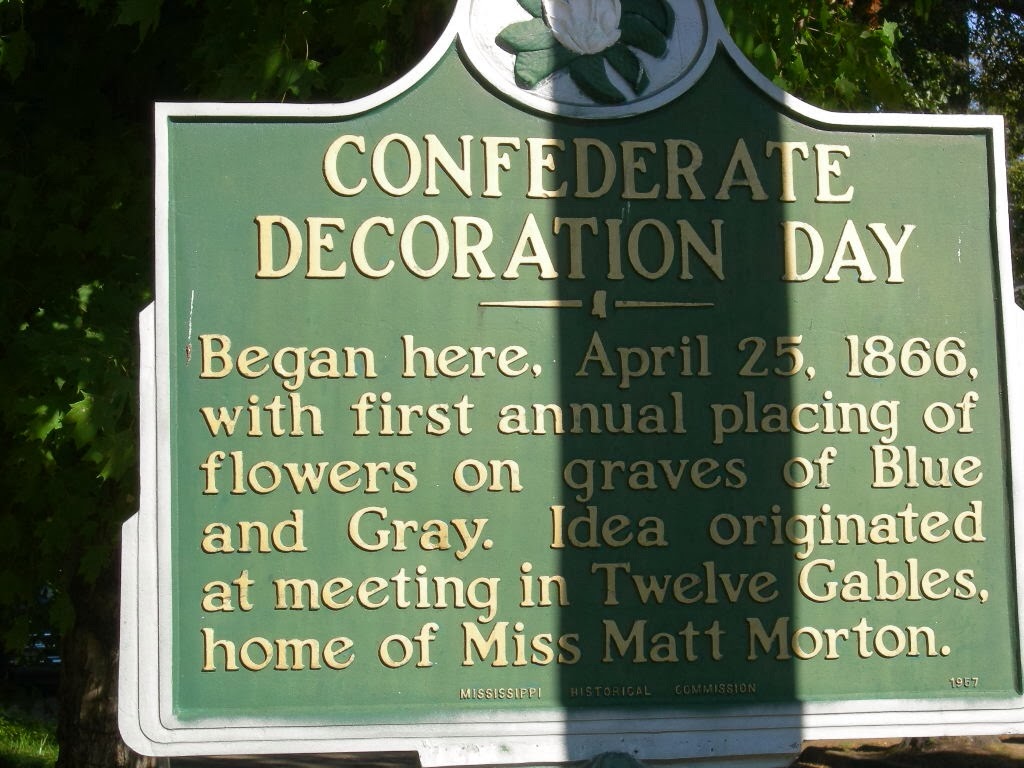 CONFEDERATE
DECORATION DAY
Began here, April 25, 1866,
with first annual placing of
flowers on graves of Blue
and Gray. Idea originated
at meeting in Twelve Gables,
home of Miss Matt Morton.
MISSISSIPPI HISTORICAL COMMISSION
1957